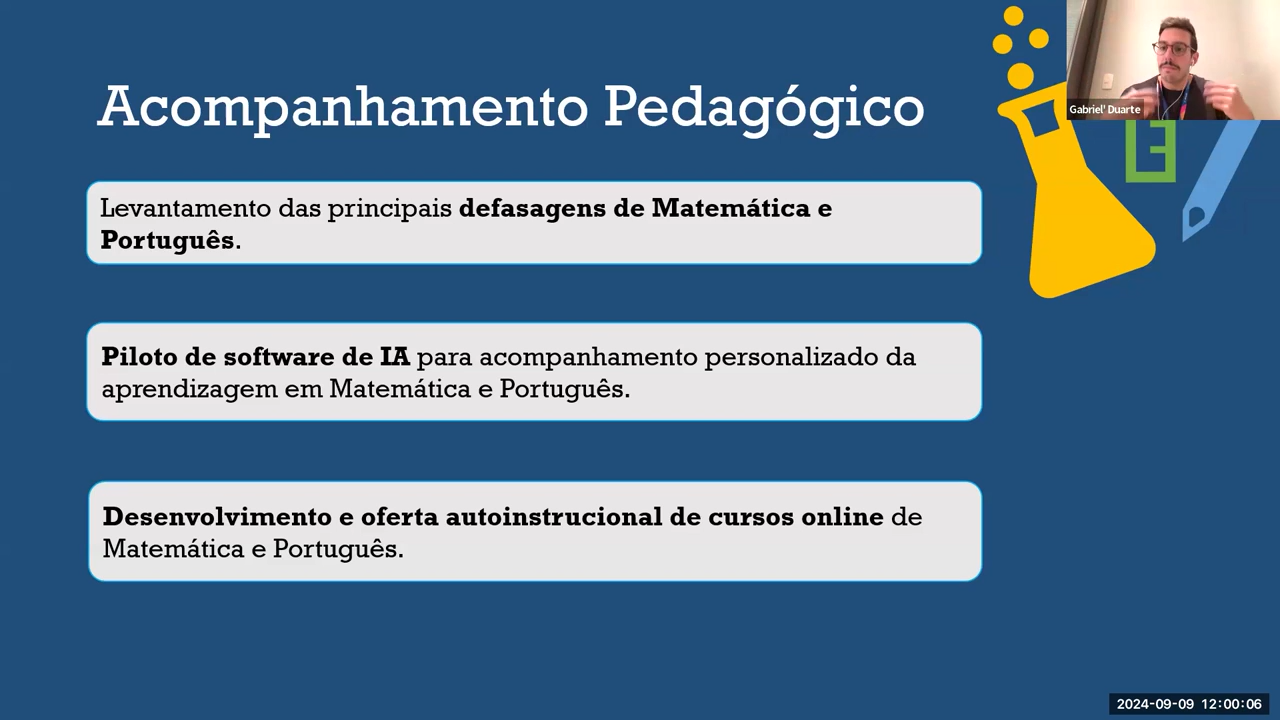 Acompanhamento Pedagógico
Gabriel' Duarte
Levantamento das principais defasagens de Matemática e
Português.
Piloto de software de IA para acompanhamento personalizado da
aprendizagem em Matemática e Português.
Desenvolvimento e oferta autoinstrucional de cursos online de
Matemática e Português.
2024-09-09 12:00:06